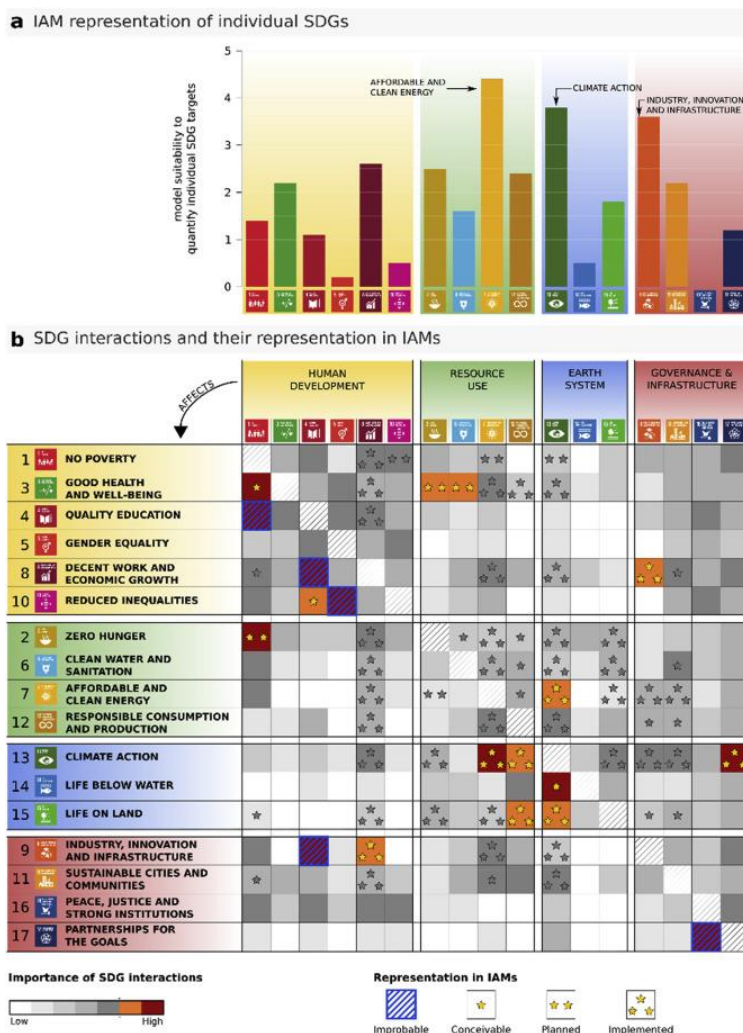 a IAM representation of individual SDGs
model suitability to
quantify individual SDG targets
5
4
3
2
1
0
AFFORDABLE AND
CLEAN ENERGY
CLIMATE ACTION
INDUSTRY, INNOVATION
AND INFRASTRUCTURE
b SDG interactions and their representation in IAMs
AFFECTS
HUMAN
DEVELOPMENT
RESOURCE
USE
EARTH
SYSTEM
GOVERNANCE &
INFRASTRUCTURE
1 NO POVERTY
3 GOOD HEALTH
AND WELL-BEING
4 QUALITY EDUCATION
5 GENDER EQUALITY
8 DECENT WORK AND
ECONOMIC GROWTH
10 REDUCED INEQUALITIES
2 ZERO HUNGER
6 CLEAN WATER AND
SANITATION
7 AFFORDABLE AND
CLEAN ENERGY
12 RESPONSIBLE CONSUMPTION
AND PRODUCTION
13 CLIMATE ACTION
14 LIFE BELOW WATER
15 LIFE ON LAND
9 INDUSTRY, INNOVATION
AND INFRASTRUCTURE
11 SUSTAINABLE CITIES AND
COMMUNITIES
16 PEACE, JUSTICE AND
STRONG INSTITUTIONS
17 PARTNERSHIPS FOR
THE GOALS
Importance of SDG interactions
Low High
Representation in IAMs
Improbable Conceivable Planned Implemented